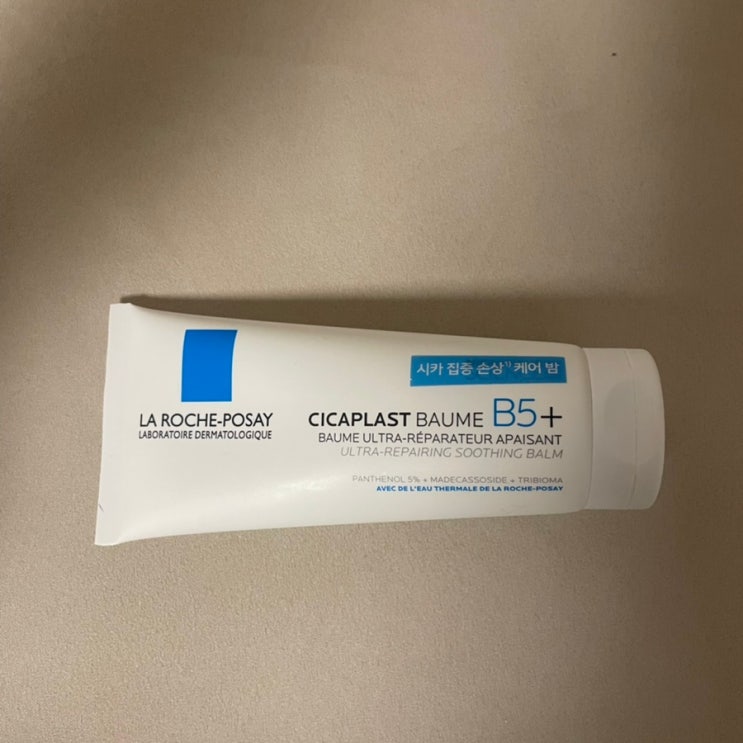 LA ROCHE-POSAY
LABORATOIRE DERMATOLOGIQUE
시카 집중 손상¹⁾ 케어 밤
CICAPLAST BAUME B5+
BAUME ULTRA-RÉPARATEUR APAISANT
ULTRA-REPAIRING SOOTHING BALM
PANTHENOL 5% + MADECASSOSIDE + TRIBIOMA
AVEC DE L'EAU THERMALE DE LA ROCHE-POSAY